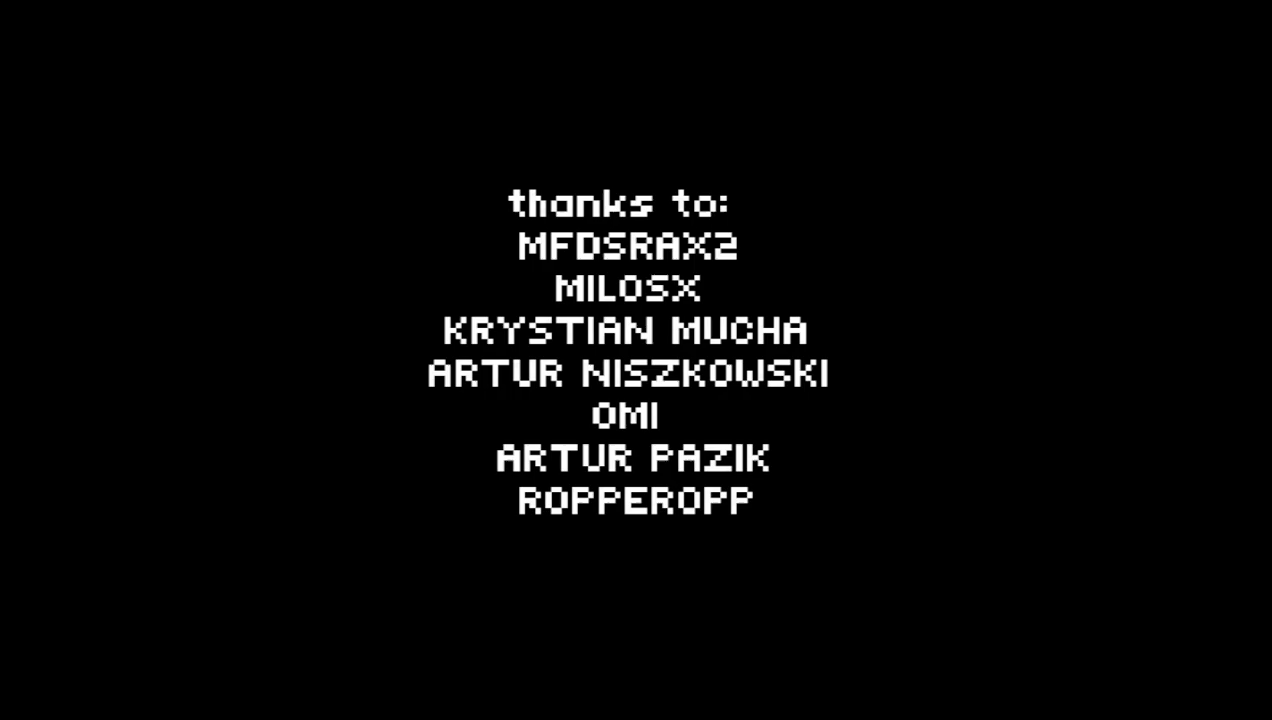 thanks to:
MFDSRAX2
MILOSX
KRYSTIAN MUCHA
ARTUR NISZKOWSKI
OMI
ARTUR PAZIK
ROPPEROPP